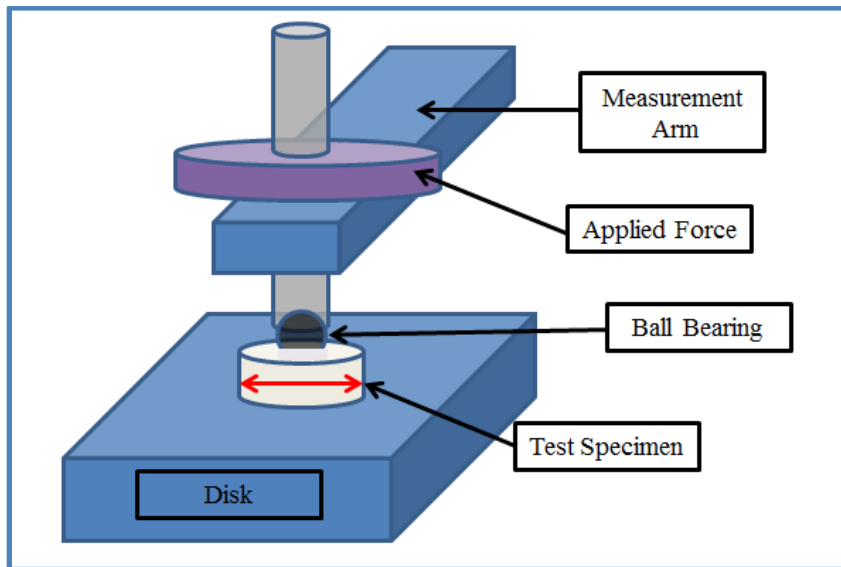 Measurement
Arm
Applied Force
Ball Bearing
Test Specimen
Disk